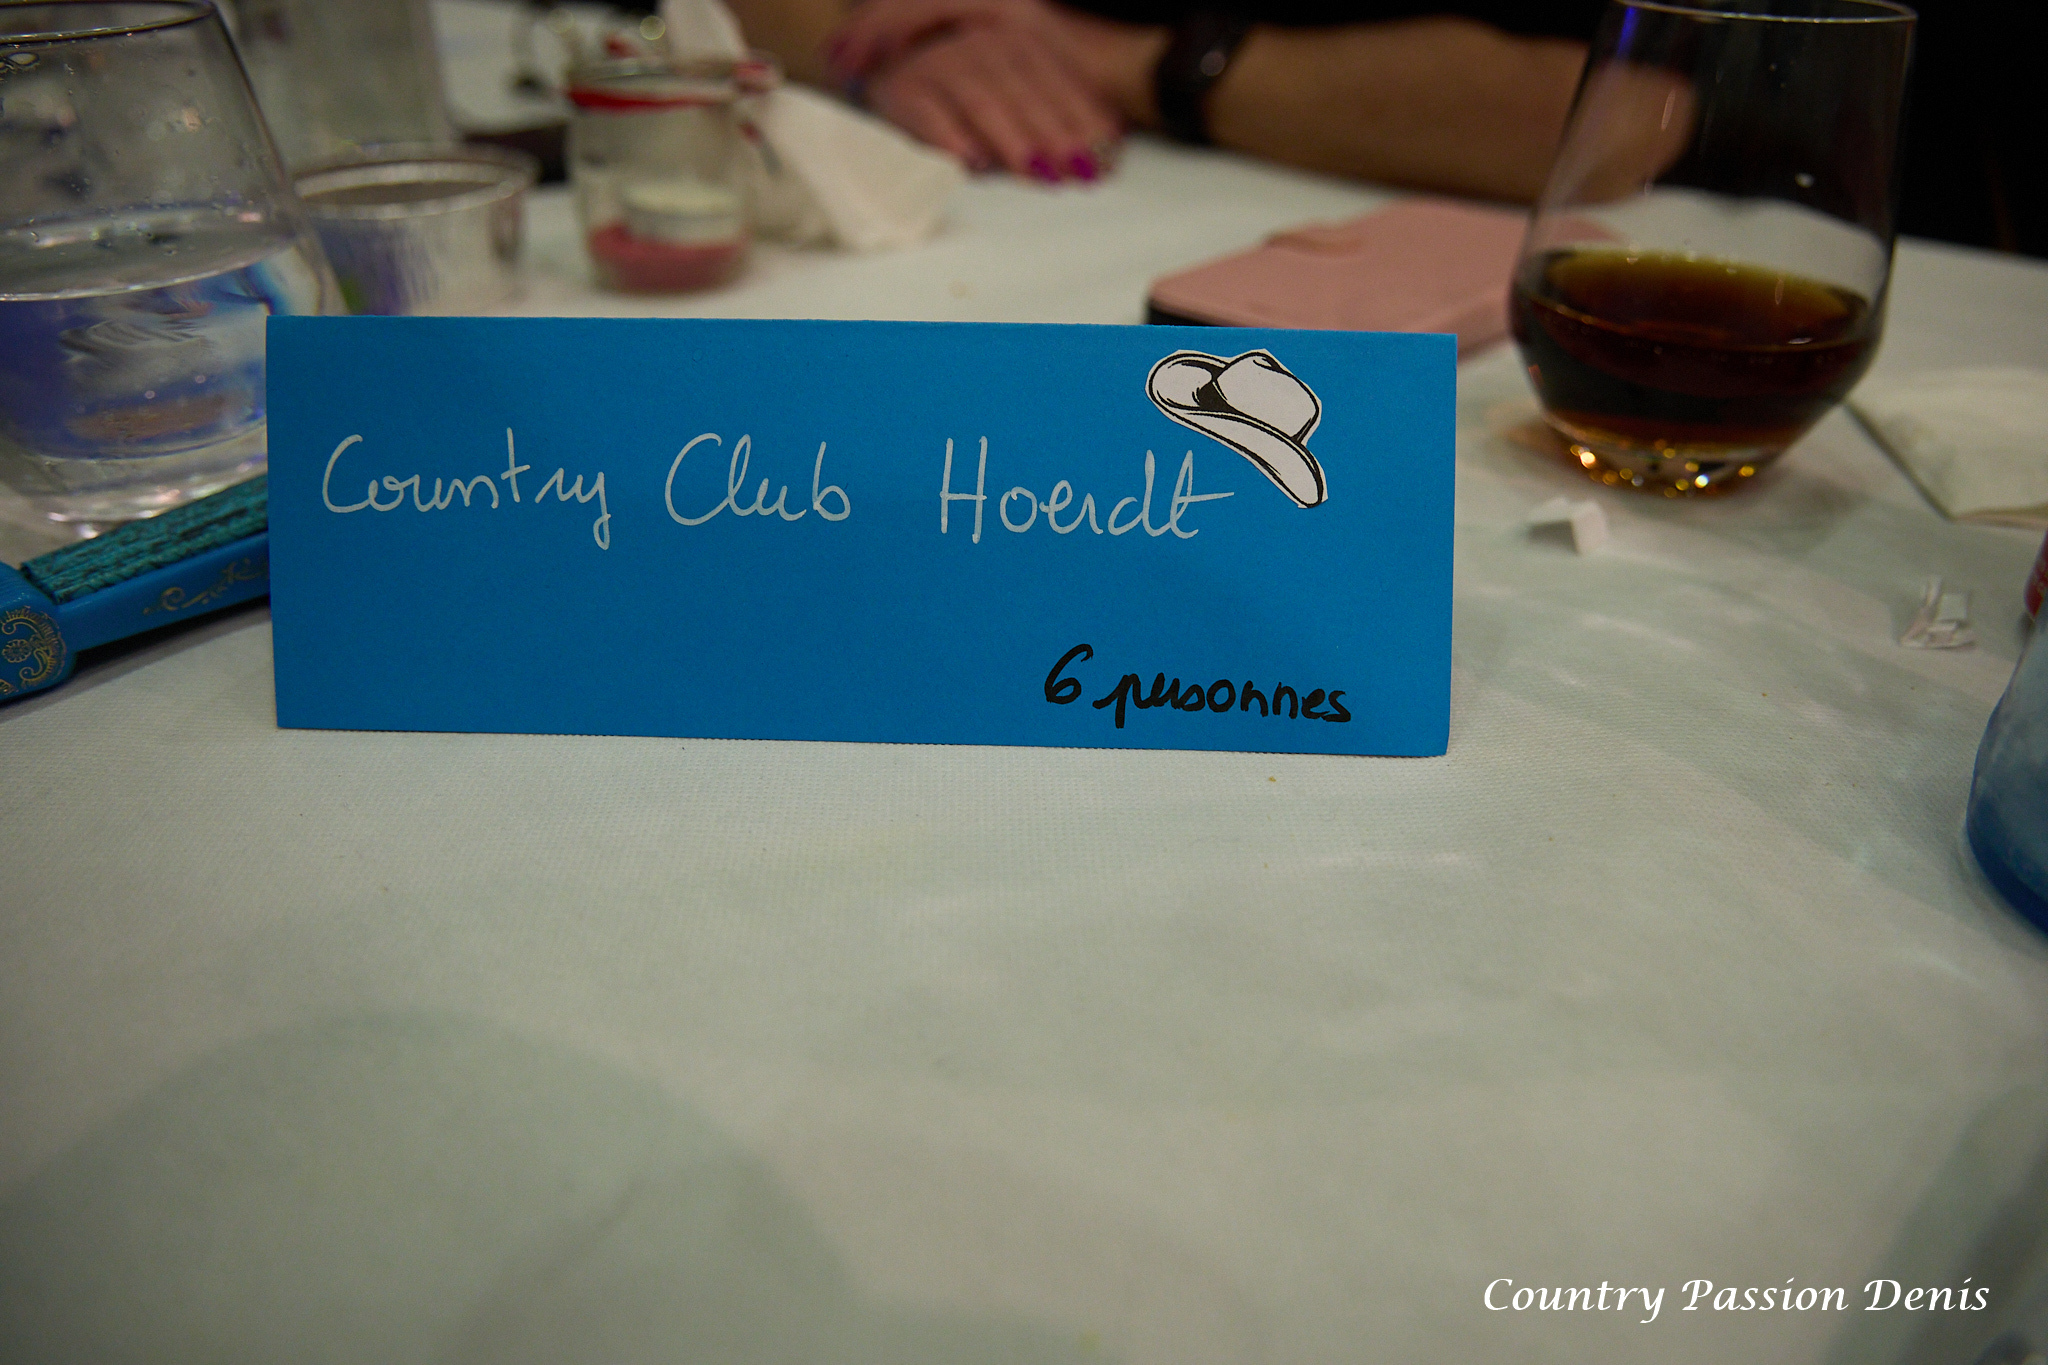 Country Club Hoerdt
6 personnes
Country Passion Denis